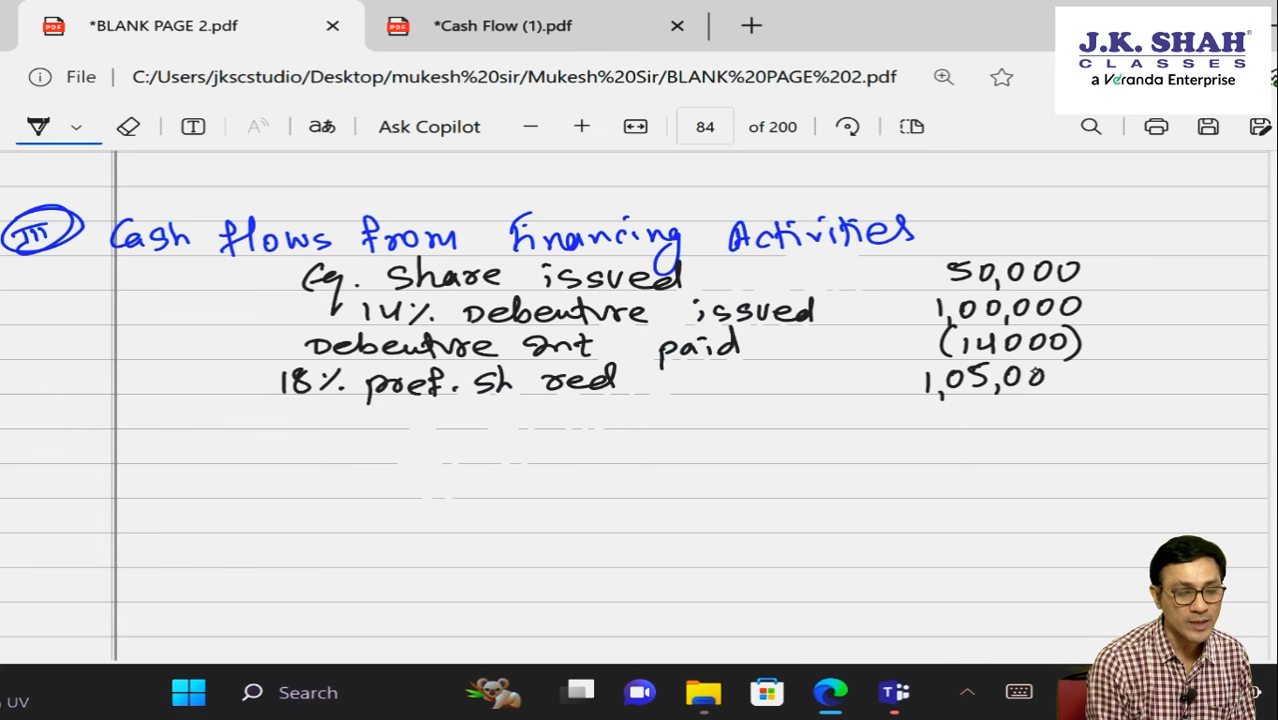 *BLANK PAGE 2.pdf
*Cash Flow (1).pdf
J.K. SHAH
CLASSES
a Veranda Enterprise
File C:/Users/jkscstudio/Desktop/mukesh%20sir/Mukesh%20Sir/BLANK%20PAGE%202.pdf
Ask Copilot 84 of 200
III Cash flows from Financing Activities
Eq. Share issued 50,000
14% Debenture issued 1,00,000
Debenture Int paid (14000)
18% pref. sh red 1,05,00
UV
Search